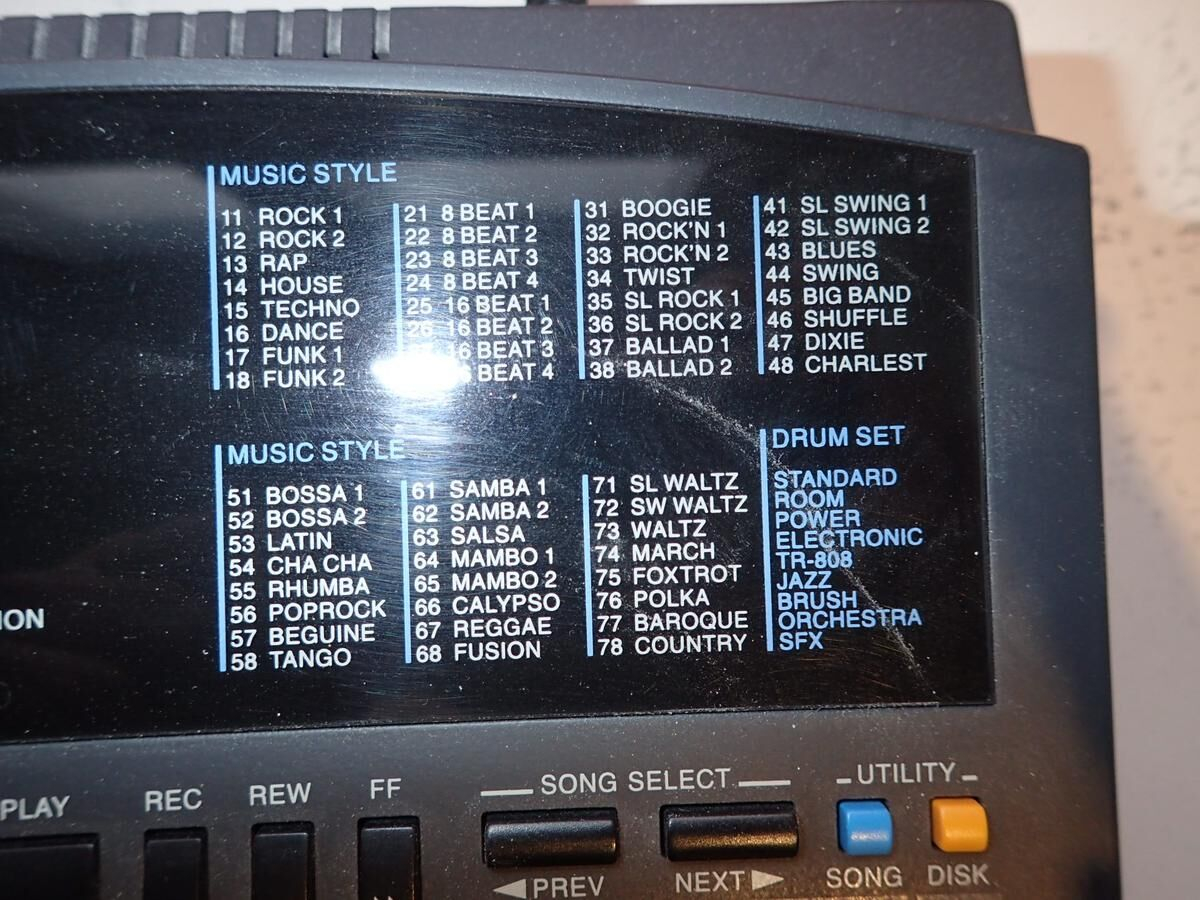 MUSIC STYLE
11 ROCK 1
12 ROCK 2
13 RAP
14 HOUSE
15 TECHNO
16 DANCE
17 FUNK 1
18 FUNK 2
21 8 BEAT 1
22 8 BEAT 2
23 8 BEAT 3
24 8 BEAT 4
25 16 BEAT 1
26 16 BEAT 2
BEAT 3
BEAT 4
31 BOOGIE
32 ROCK'N 1
33 ROCK'N 2
34 TWIST
35 SL ROCK 1
36 SL ROCK 2
37 BALLAD 1
38 BALLAD 2
41 SL SWING 1
42 SL SWING 2
43 BLUES
44 SWING
45 BIG BAND
46 SHUFFLE
47 DIXIE
48 CHARLEST
MUSIC STYLE
51 BOSSA 1
52 BOSSA 2
53 LATIN
54 CHA CHA
55 RHUMBA
56 POPROCK
57 BEGUINE
58 TANGO
61 SAMBA 1
62 SAMBA 2
63 SALSA
64 MAMBO 1
65 MAMBO 2
66 CALYPSO
67 REGGAE
68 FUSION
71 SL WALTZ
72 SW WALTZ
73 WALTZ
74 MARCH
75 FOXTROT
76 POLKA
77 BAROQUE
78 COUNTRY
DRUM SET
STANDARD
ROOM
POWER
ELECTRONIC
TR-808
JAZZ
BRUSH
ORCHESTRA
SFX
PLAY
REC
REW
FF
SONG SELECT
◀PREV
NEXT▶
UTILITY
SONG
DISK